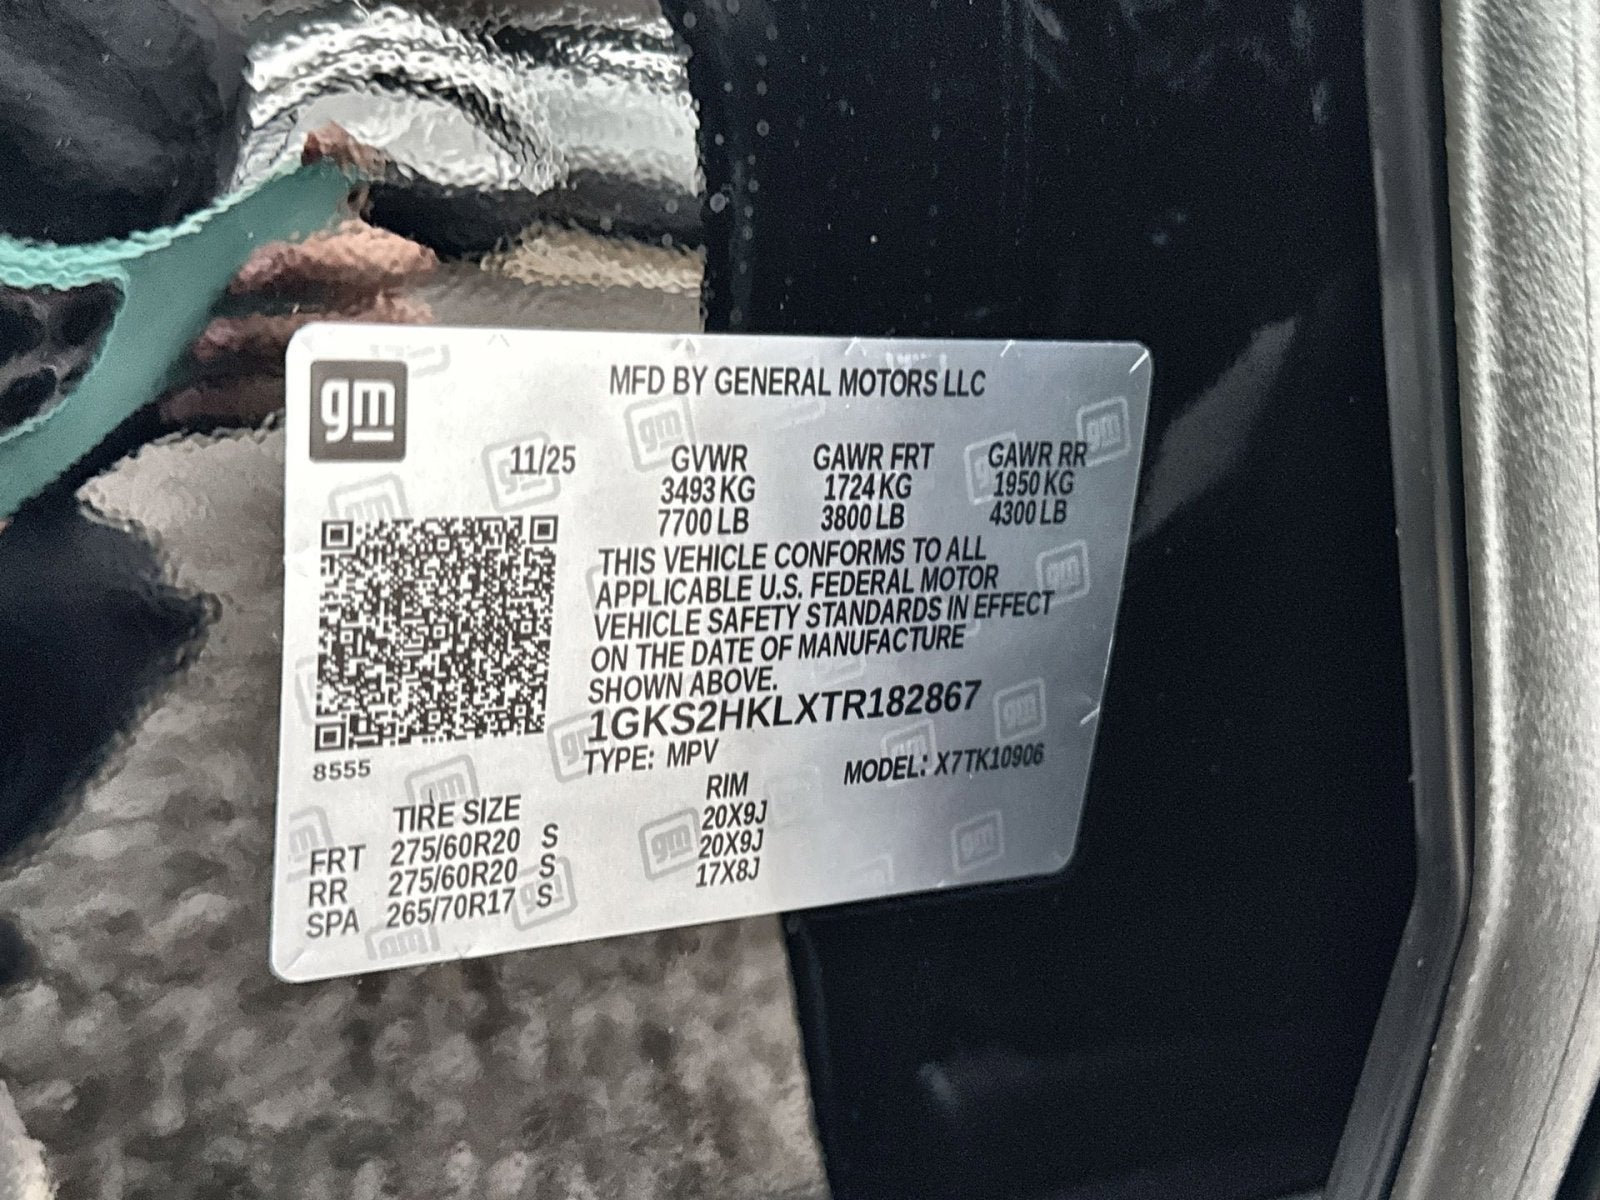 gm
MFD BY GENERAL MOTORS LLC
11/25 GVWR GAWR FRT GAWR RR
3493 KG 1724 KG 1950 KG
7700 LB 3800 LB 4300 LB
THIS VEHICLE CONFORMS TO ALL
APPLICABLE U.S. FEDERAL MOTOR
VEHICLE SAFETY STANDARDS IN EFFECT
ON THE DATE OF MANUFACTURE
SHOWN ABOVE.
1GKS2HKLXTR182867
TYPE: MPV MODEL: X7TK10906
8555
TIRE SIZE RIM
FRT 275/60R20 S 20X9J
RR 275/60R20 S 20X9J
SPA 265/70R17 S 17X8J